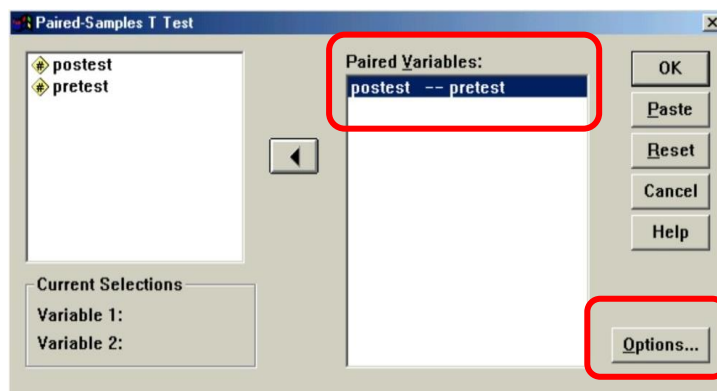 Paired-Samples T Test
postest
pretest
Paired Variables:
postest -- pretest
OK
Paste
Reset
Cancel
Help
Current Selections
Variable 1:
Variable 2:
Options...